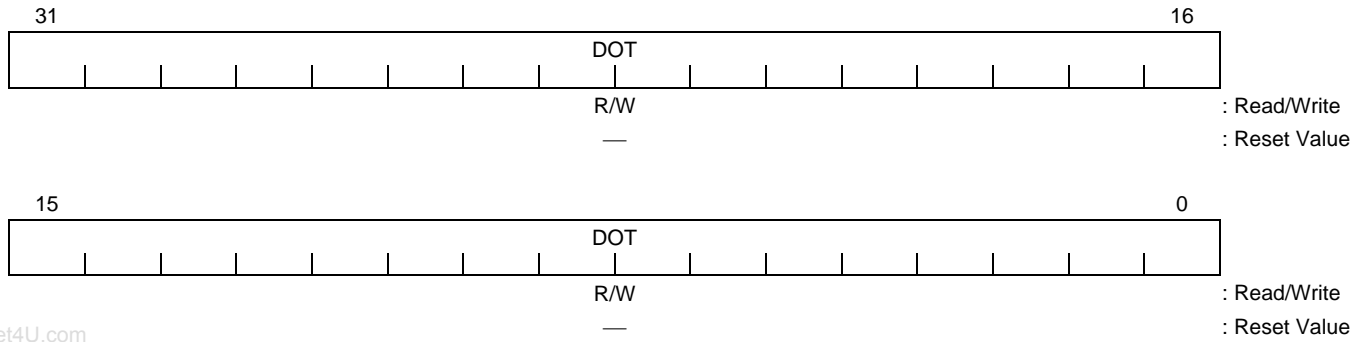 31 16
DOT
R/W : Read/Write
— : Reset Value
15 0
DOT
R/W : Read/Write
— : Reset Value
et4U.com